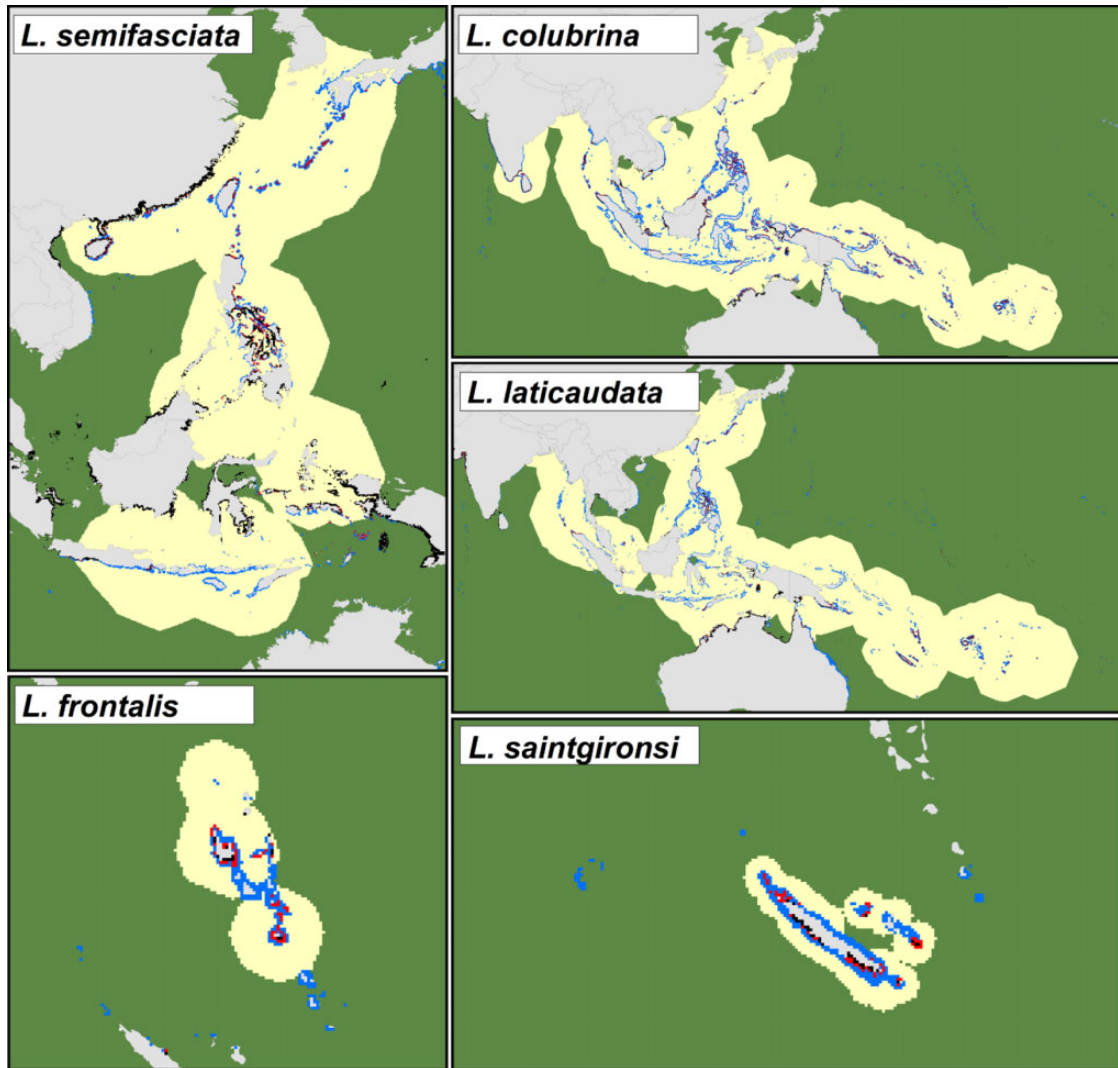 L. semifasciata
L. colubrina
L. laticaudata
L. frontalis
L. saintgironsi